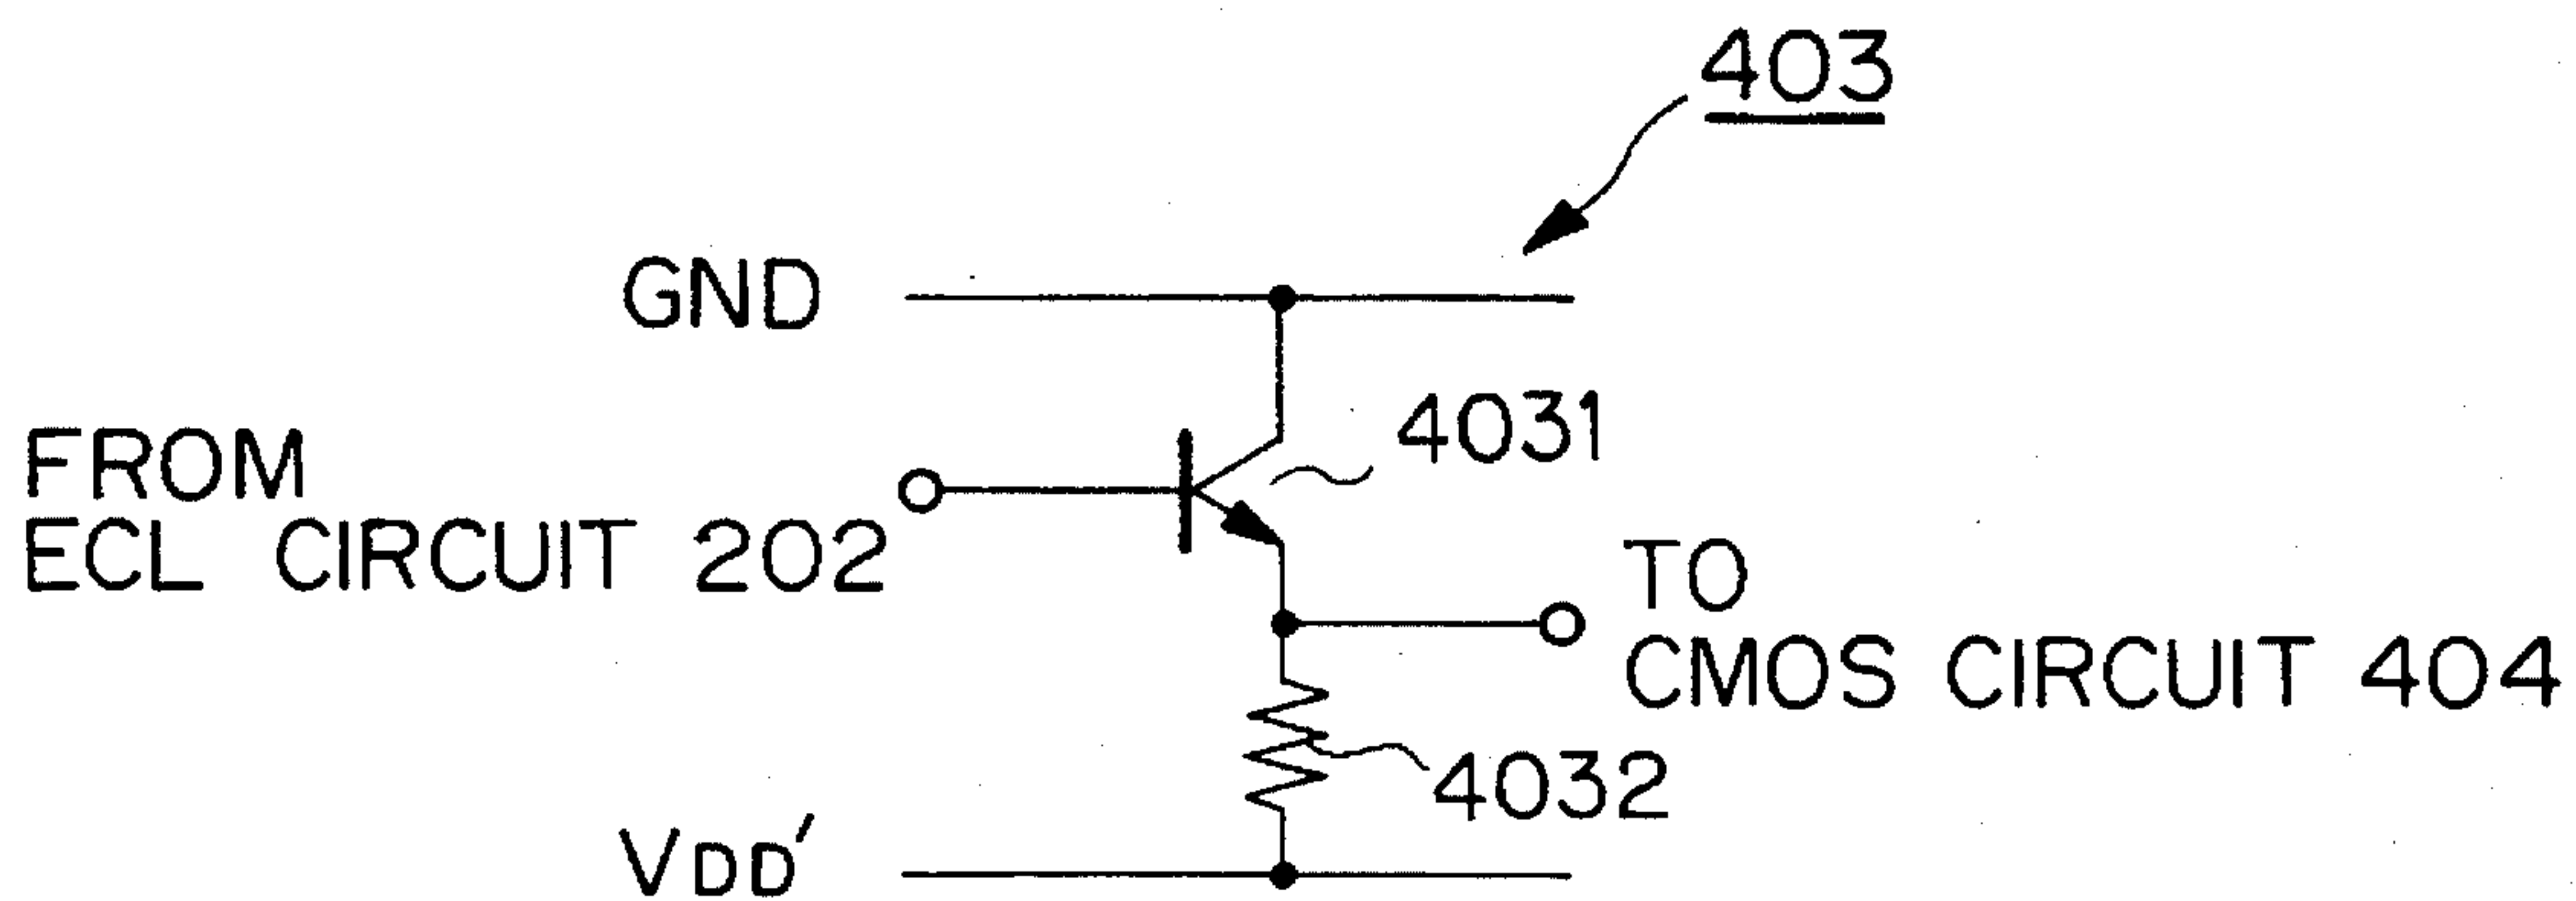 403
GND
4031
FROM
ECL CIRCUIT 202
TO
CMOS CIRCUIT 404
4032
VDD'